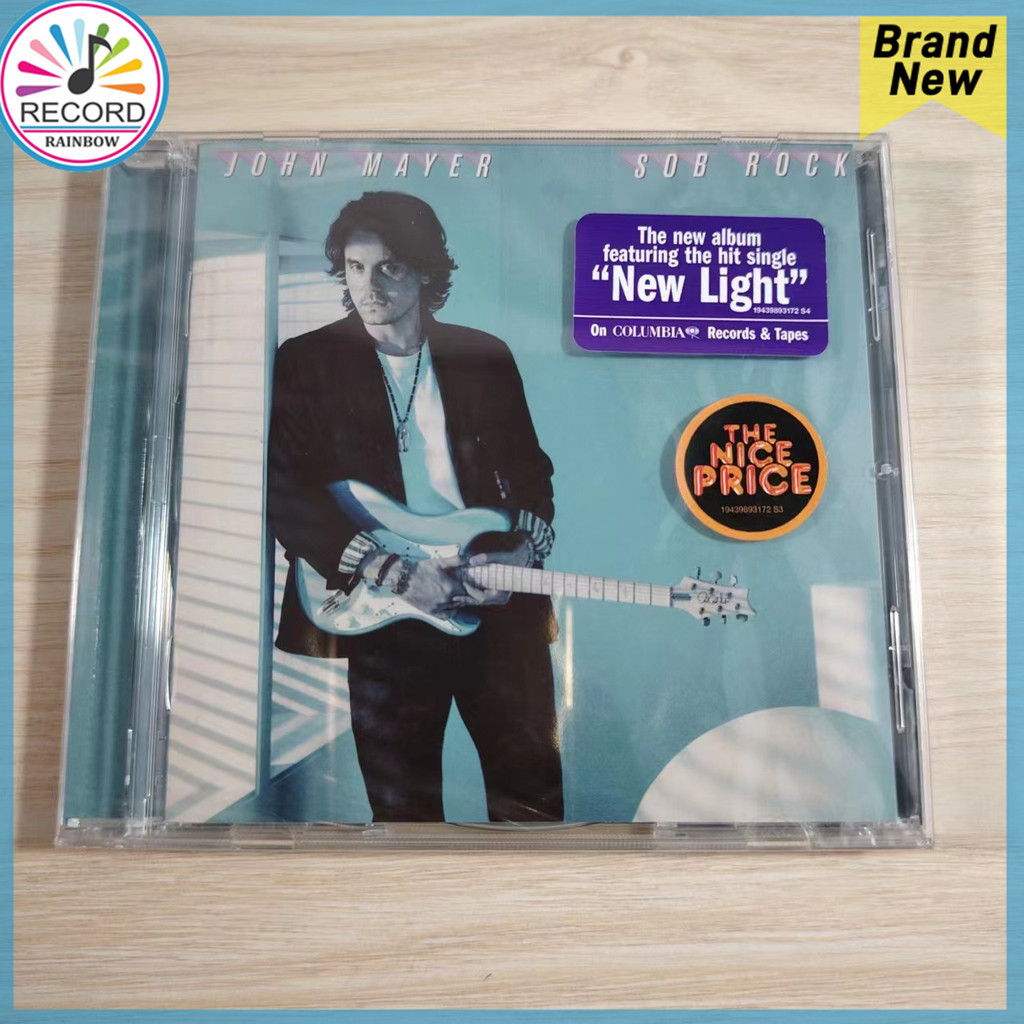 RECORD
RAINBOW
Brand
New
JOHN MAYER
SOB ROCK
The new album
featuring the hit single
“New Light”
19439893172 S4
On COLUMBIA Records & Tapes
THE
NICE
PRICE
19439893172 S3